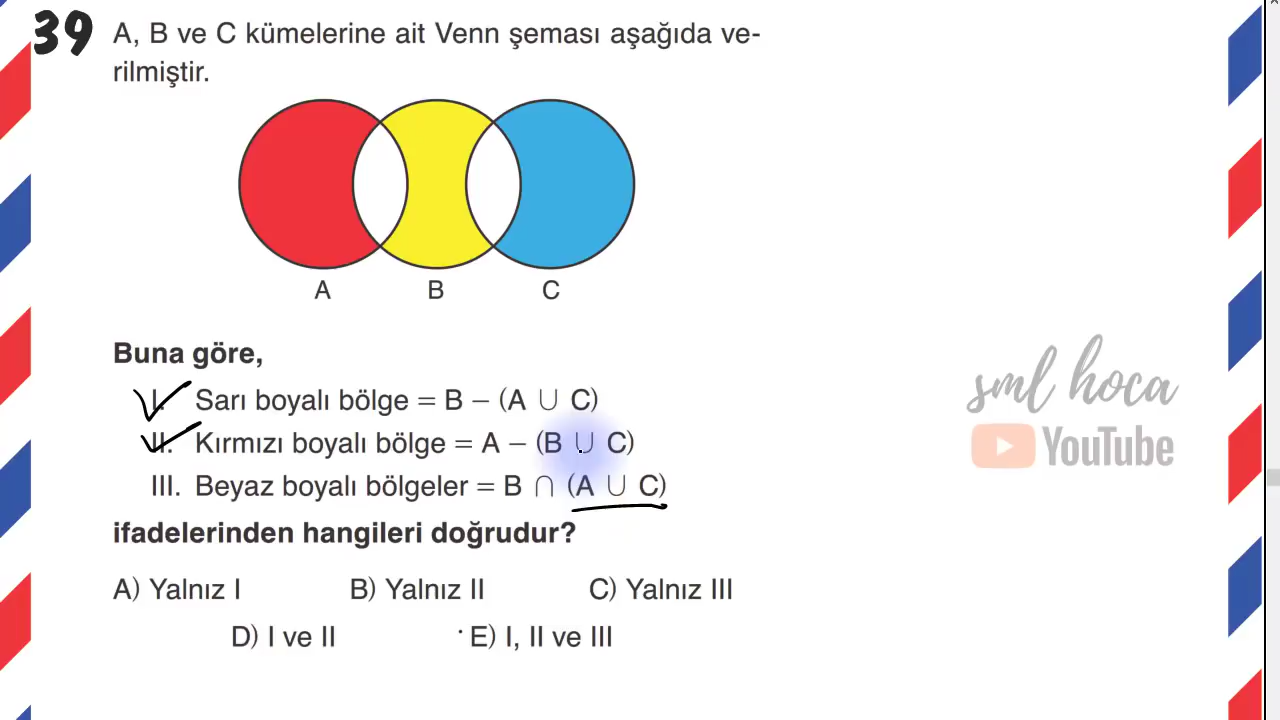 39
A, B ve C kümelerine ait Venn şeması aşağıda ve-
rilmiştir.
A B C
Buna göre,
I. Sarı boyalı bölge = B − (A ∪ C)
II. Kırmızı boyalı bölge = A − (B ∪ C)
III. Beyaz boyalı bölgeler = B ∩ (A ∪ C)
ifadelerinden hangileri doğrudur?
A) Yalnız I B) Yalnız II C) Yalnız III
D) I ve II E) I, II ve III
sml hoca
YouTube